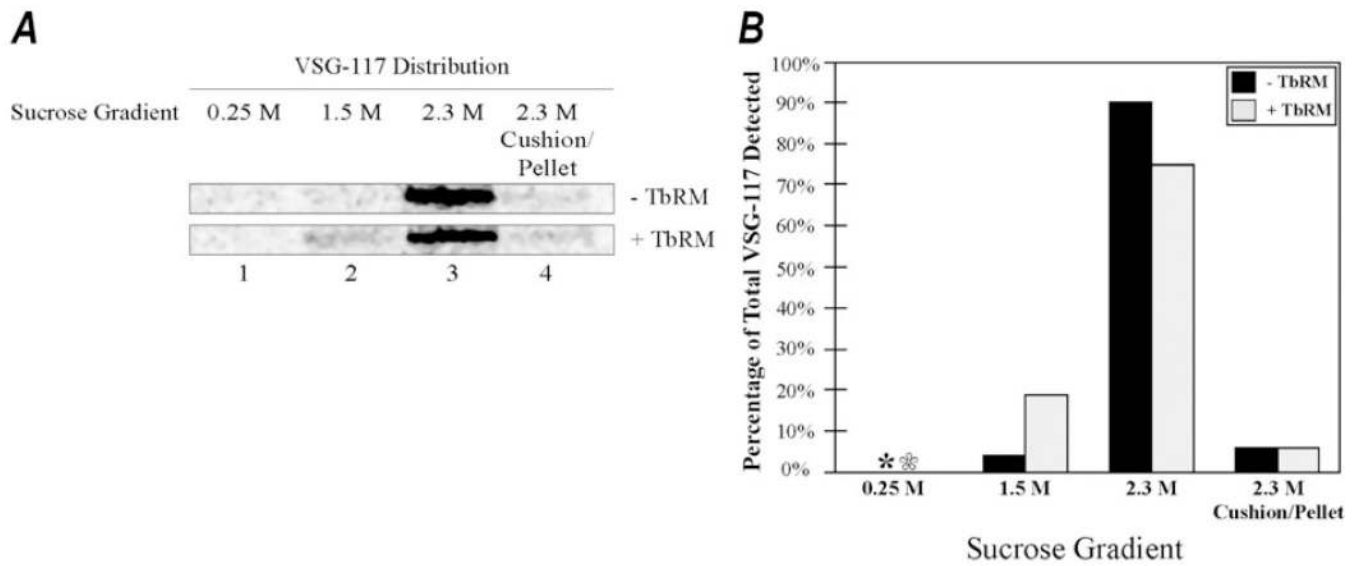 A
VSG-117 Distribution
Sucrose Gradient 0.25 M 1.5 M 2.3 M 2.3 M
Cushion/
Pellet
- TbRM
+ TbRM
1 2 3 4
B
Percentage of Total VSG-117 Detected
100%
90%
80%
70%
60%
50%
40%
30%
20%
10%
0%
- TbRM
+ TbRM
* *
0.25 M 1.5 M 2.3 M 2.3 M
Cushion/Pellet
Sucrose Gradient